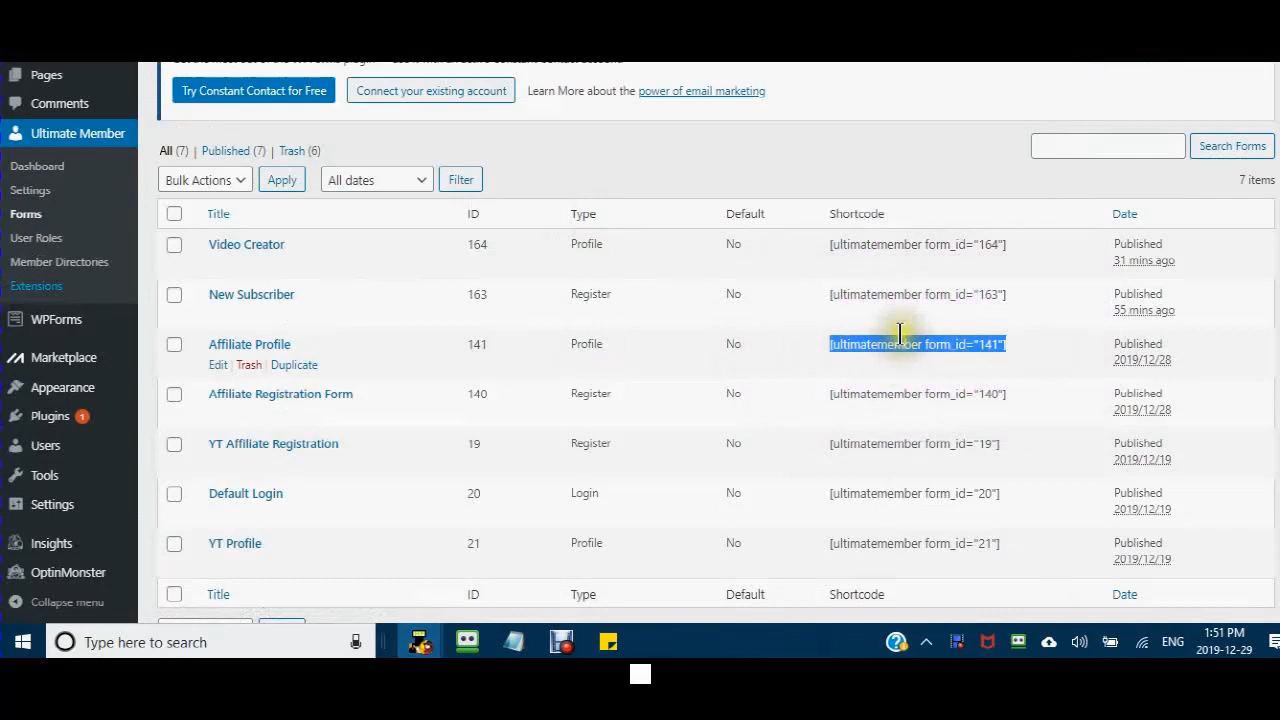 Pages
Comments
Ultimate Member
Dashboard
Settings
Forms
User Roles
Member Directories
Extensions
WPForms
Marketplace
Appearance
Plugins 1
Users
Tools
Settings
Insights
OptinMonster
Collapse menu
Try Constant Contact for Free
Connect your existing account
Learn More about the power of email marketing
All (7) | Published (7) | Trash (6)
Search Forms
Bulk Actions
Apply
All dates
Filter
7 items
Title ID Type Default Shortcode Date
Video Creator 164 Profile No [ultimatemember form_id="164"] Published
31 mins ago
New Subscriber 163 Register No [ultimatemember form_id="163"] Published
55 mins ago
Affiliate Profile 141 Profile No [ultimatemember form_id="141"] Published
Edit | Trash | Duplicate 2019/12/28
Affiliate Registration Form 140 Register No [ultimatemember form_id="140"] Published
2019/12/28
YT Affiliate Registration 19 Register No [ultimatemember form_id="19"] Published
2019/12/19
Default Login 20 Login No [ultimatemember form_id="20"] Published
2019/12/19
YT Profile 21 Profile No [ultimatemember form_id="21"] Published
2019/12/19
Title ID Type Default Shortcode Date
Type here to search
ENG
1:51 PM
2019-12-29